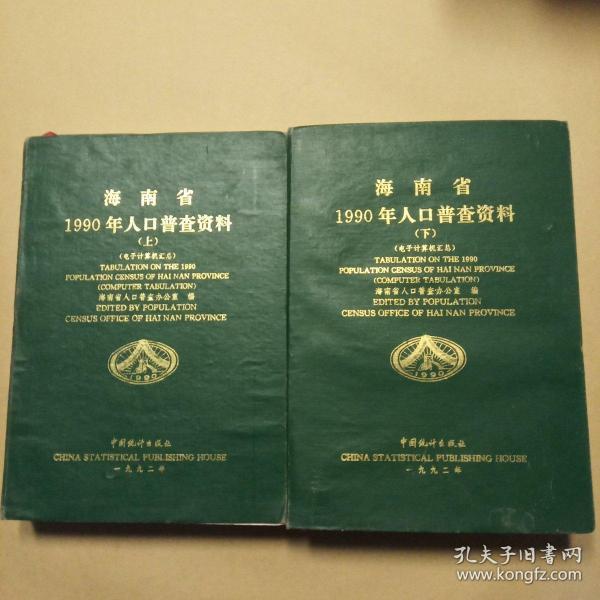 海南省
1990年人口普查资料
(上)
(电子计算机汇总)
TABULATION ON THE 1990
POPULATION CENSUS OF HAI NAN PROVINCE
(COMPUTER TABULATION)
海南省人口普查办公室 编
EDITED BY POPULATION
CENSUS OFFICE OF HAI NAN PROVINCE
1990
中国统计出版社
CHINA STATISTICAL PUBLISHING HOUSE
一九九二年
海南省
1990年人口普查资料
(下)
(电子计算机汇总)
TABULATION ON THE 1990
POPULATION CENSUS OF HAI NAN PROVINCE
(COMPUTER TABULATION)
海南省人口普查办公室 编
EDITED BY POPULATION
CENSUS OFFICE OF HAI NAN PROVINCE
1990
中国统计出版社
CHINA STATISTICAL PUBLISHING HOUSE
一九九二年
孔夫子旧书网
www.kongfz.com